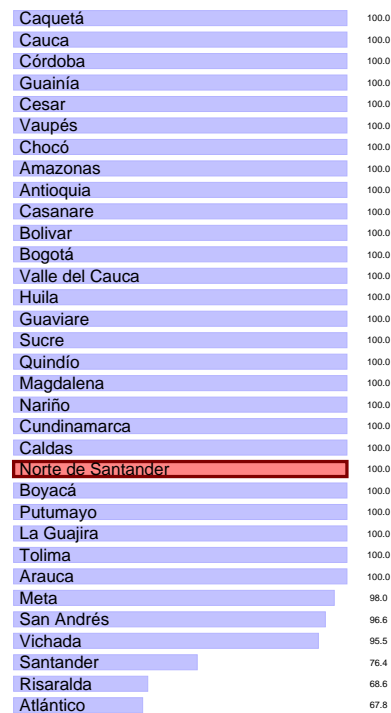 Caquetá 100.0
Cauca 100.0
Córdoba 100.0
Guainía 100.0
Cesar 100.0
Vaupés 100.0
Chocó 100.0
Amazonas 100.0
Antioquia 100.0
Casanare 100.0
Bolivar 100.0
Bogotá 100.0
Valle del Cauca 100.0
Huila 100.0
Guaviare 100.0
Sucre 100.0
Quindío 100.0
Magdalena 100.0
Nariño 100.0
Cundinamarca 100.0
Caldas 100.0
Norte de Santander 100.0
Boyacá 100.0
Putumayo 100.0
La Guajira 100.0
Tolima 100.0
Arauca 100.0
Meta 98.0
San Andrés 96.6
Vichada 95.5
Santander 76.4
Risaralda 68.6
Atlántico 67.8